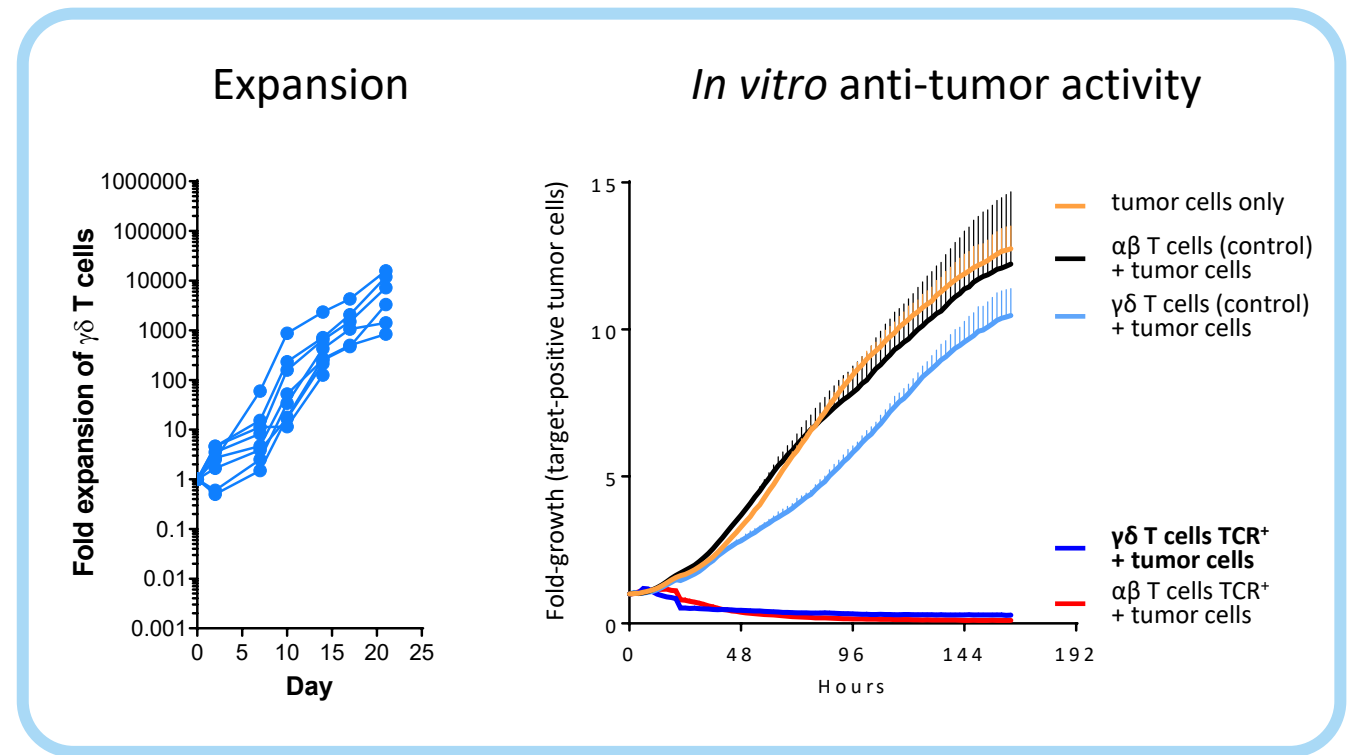 Expansion
In vitro anti-tumor activity
Fold expansion of γδ T cells
1000000
100000
10000
1000
100
10
1
0.1
0.01
0.001
0 5 10 15 20 25
Day
Fold-growth (target-positive tumor cells)
15
10
5
0
0 48 96 144 192
Hours
tumor cells only
αβ T cells (control)
+ tumor cells
γδ T cells (control)
+ tumor cells
γδ T cells TCR⁺
+ tumor cells
αβ T cells TCR⁺
+ tumor cells